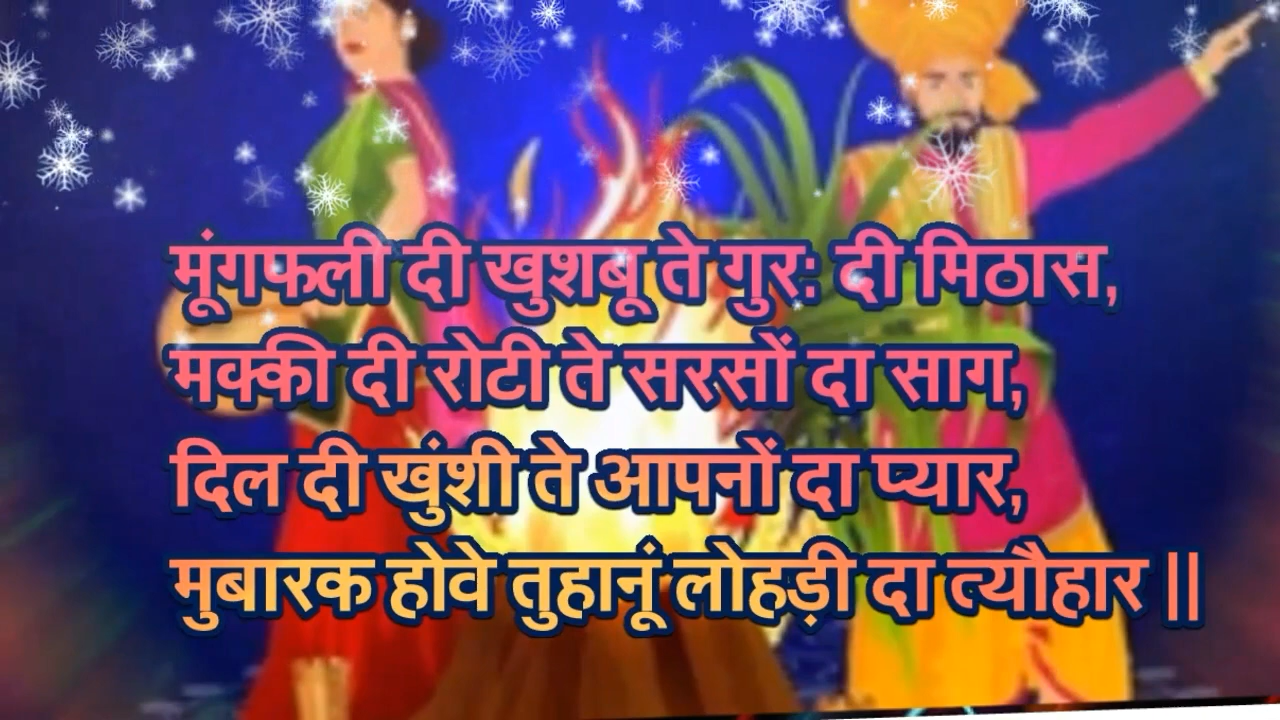 मूंगफली दी खुशबू ते गुर: दी मिठास,
मक्की दी रोटी ते सरसों दा साग,
दिल दी खुंशी ते आपनों दा प्यार,
मुबारक होवे तुहानूं लोहड़ी दा त्यौहार ||